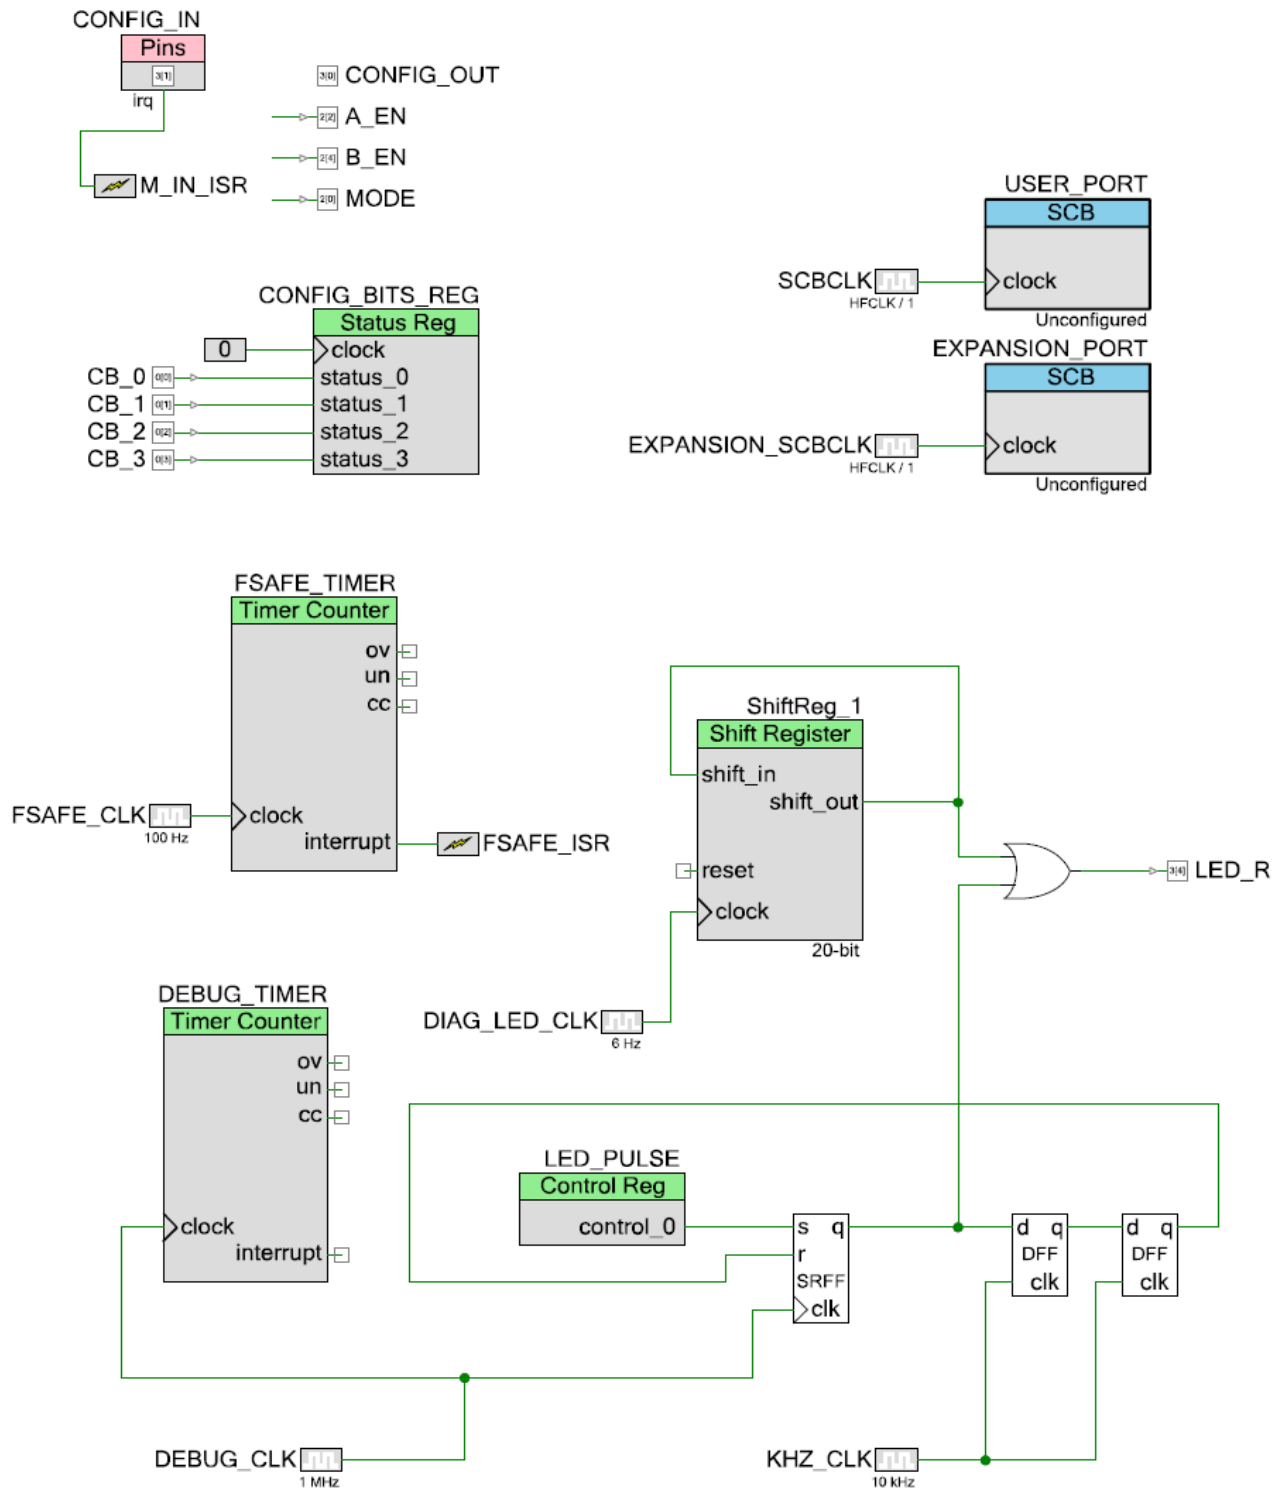 CONFIG_IN
Pins
3[1]
irq
M_IN_ISR
3[0] CONFIG_OUT
2[2] A_EN
2[4] B_EN
2[0] MODE
USER_PORT
SCB
SCBCLK
HFCLK / 1
clock
Unconfigured
EXPANSION_PORT
SCB
EXPANSION_SCBCLK
HFCLK / 1
clock
Unconfigured
CONFIG_BITS_REG
Status Reg
0
clock
CB_0 0[0] status_0
CB_1 0[1] status_1
CB_2 0[2] status_2
CB_3 0[3] status_3
FSAFE_TIMER
Timer Counter
ov
un
cc
FSAFE_CLK
100 Hz
clock
interrupt
FSAFE_ISR
ShiftReg_1
Shift Register
shift_in
shift_out
reset
clock
20-bit
3[4] LED_R
DIAG_LED_CLK
6 Hz
DEBUG_TIMER
Timer Counter
ov
un
cc
clock
interrupt
LED_PULSE
Control Reg
control_0
s q
r
SRFF
clk
d q
DFF
clk
d q
DFF
clk
DEBUG_CLK
1 MHz
KHZ_CLK
10 kHz